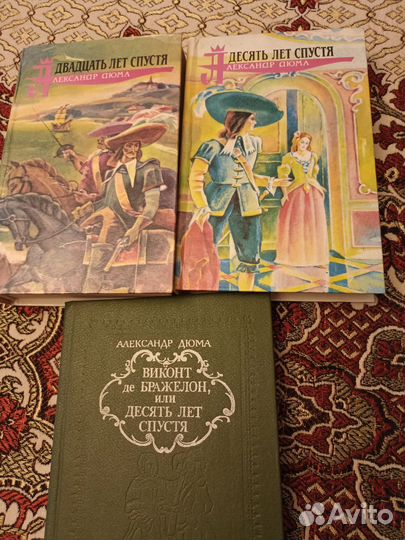 ДВАДЦАТЬ ЛЕТ СПУСТЯ
АЛЕКСАНДР ДЮМА
ДЕСЯТЬ ЛЕТ СПУСТЯ
АЛЕКСАНДР ДЮМА
АЛЕКСАНДР ДЮМА
ВИКОНТ
де БРАЖЕЛОН,
ИЛИ
ДЕСЯТЬ ЛЕТ
СПУСТЯ
Avito